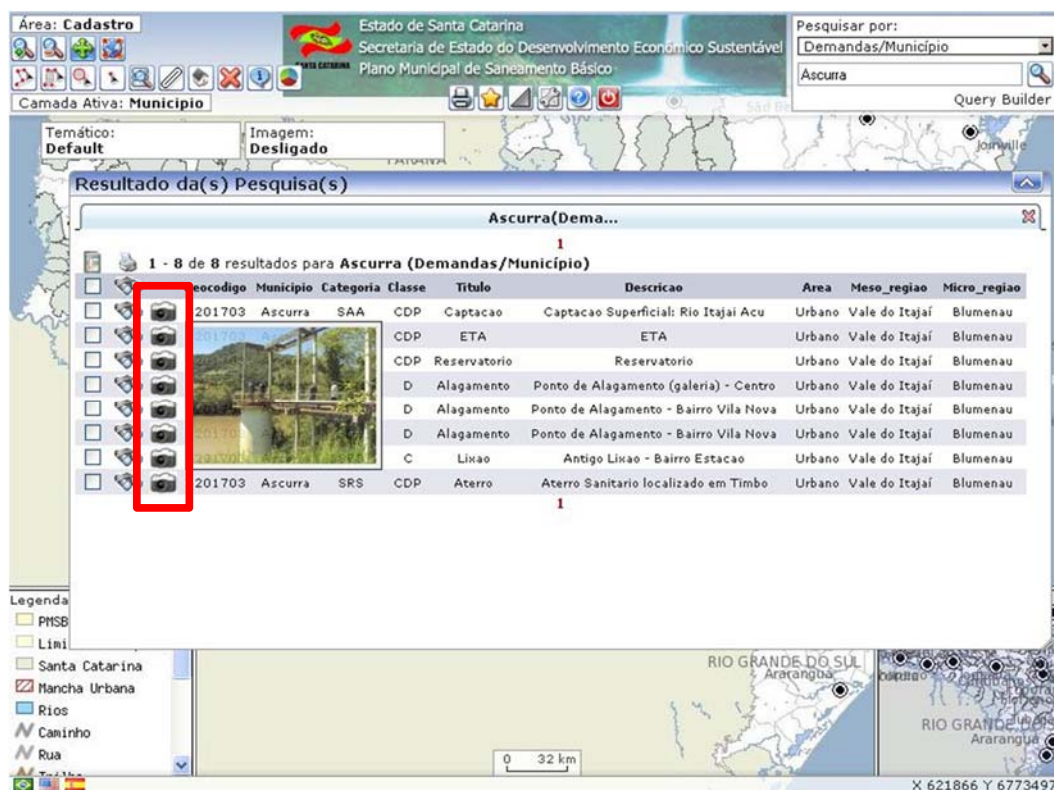 Área: Cadastro
Estado de Santa Catarina
Secretaria de Estado do Desenvolvimento Econômico Sustentável
Plano Municipal de Saneamento Básico
SANTA CATARINA
Pesquisar por:
Demandas/Município
Ascurra
Query Builder
Camada Ativa: Municipio
Temático:
Default
Imagem:
Desligado
PARANA
Joinville
Resultado da(s) Pesquisa(s)
Ascurra(Dema...
1
1 - 8 de 8 resultados para Ascurra (Demandas/Município)
eocodigo Municipio Categoria Classe Titulo Descricao Area Meso_regiao Micro_regiao
201703 Ascurra SAA CDP Captacao Captacao Superficial: Rio Itajai Acu Urbano Vale do Itajaí Blumenau
201703 CDP ETA ETA Urbano Vale do Itajaí Blumenau
CDP Reservatorio Reservatorio Urbano Vale do Itajaí Blumenau
D Alagamento Ponto de Alagamento (galeria) - Centro Urbano Vale do Itajaí Blumenau
D Alagamento Ponto de Alagamento - Bairro Vila Nova Urbano Vale do Itajaí Blumenau
D Alagamento Ponto de Alagamento - Bairro Vila Nova Urbano Vale do Itajaí Blumenau
C Lixao Antigo Lixao - Bairro Estacao Urbano Vale do Itajaí Blumenau
201703 Ascurra SRS CDP Aterro Aterro Sanitario localizado em Timbo Urbano Vale do Itajaí Blumenau
1
Legenda
PMSB
Limi
Santa Catarina
Mancha Urbana
Rios
Caminho
Rua
Trilha
RIO GRANDE DO SUL
Araranguá
RIO GRANDE DO S
Araranguá
0 32 km
X 621866 Y 6773497